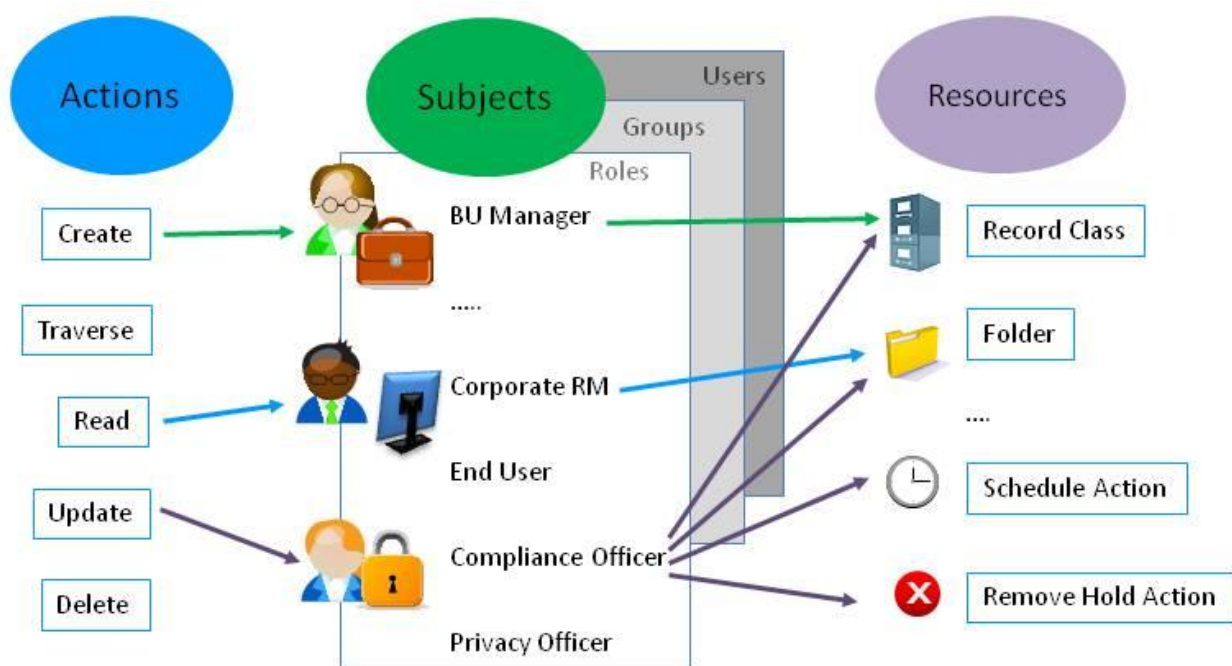 Actions
Subjects
Users
Groups
Roles
Resources
Create
Traverse
Read
Update
Delete
BU Manager
.....
Corporate RM
End User
Compliance Officer
Privacy Officer
Record Class
Folder
....
Schedule Action
Remove Hold Action